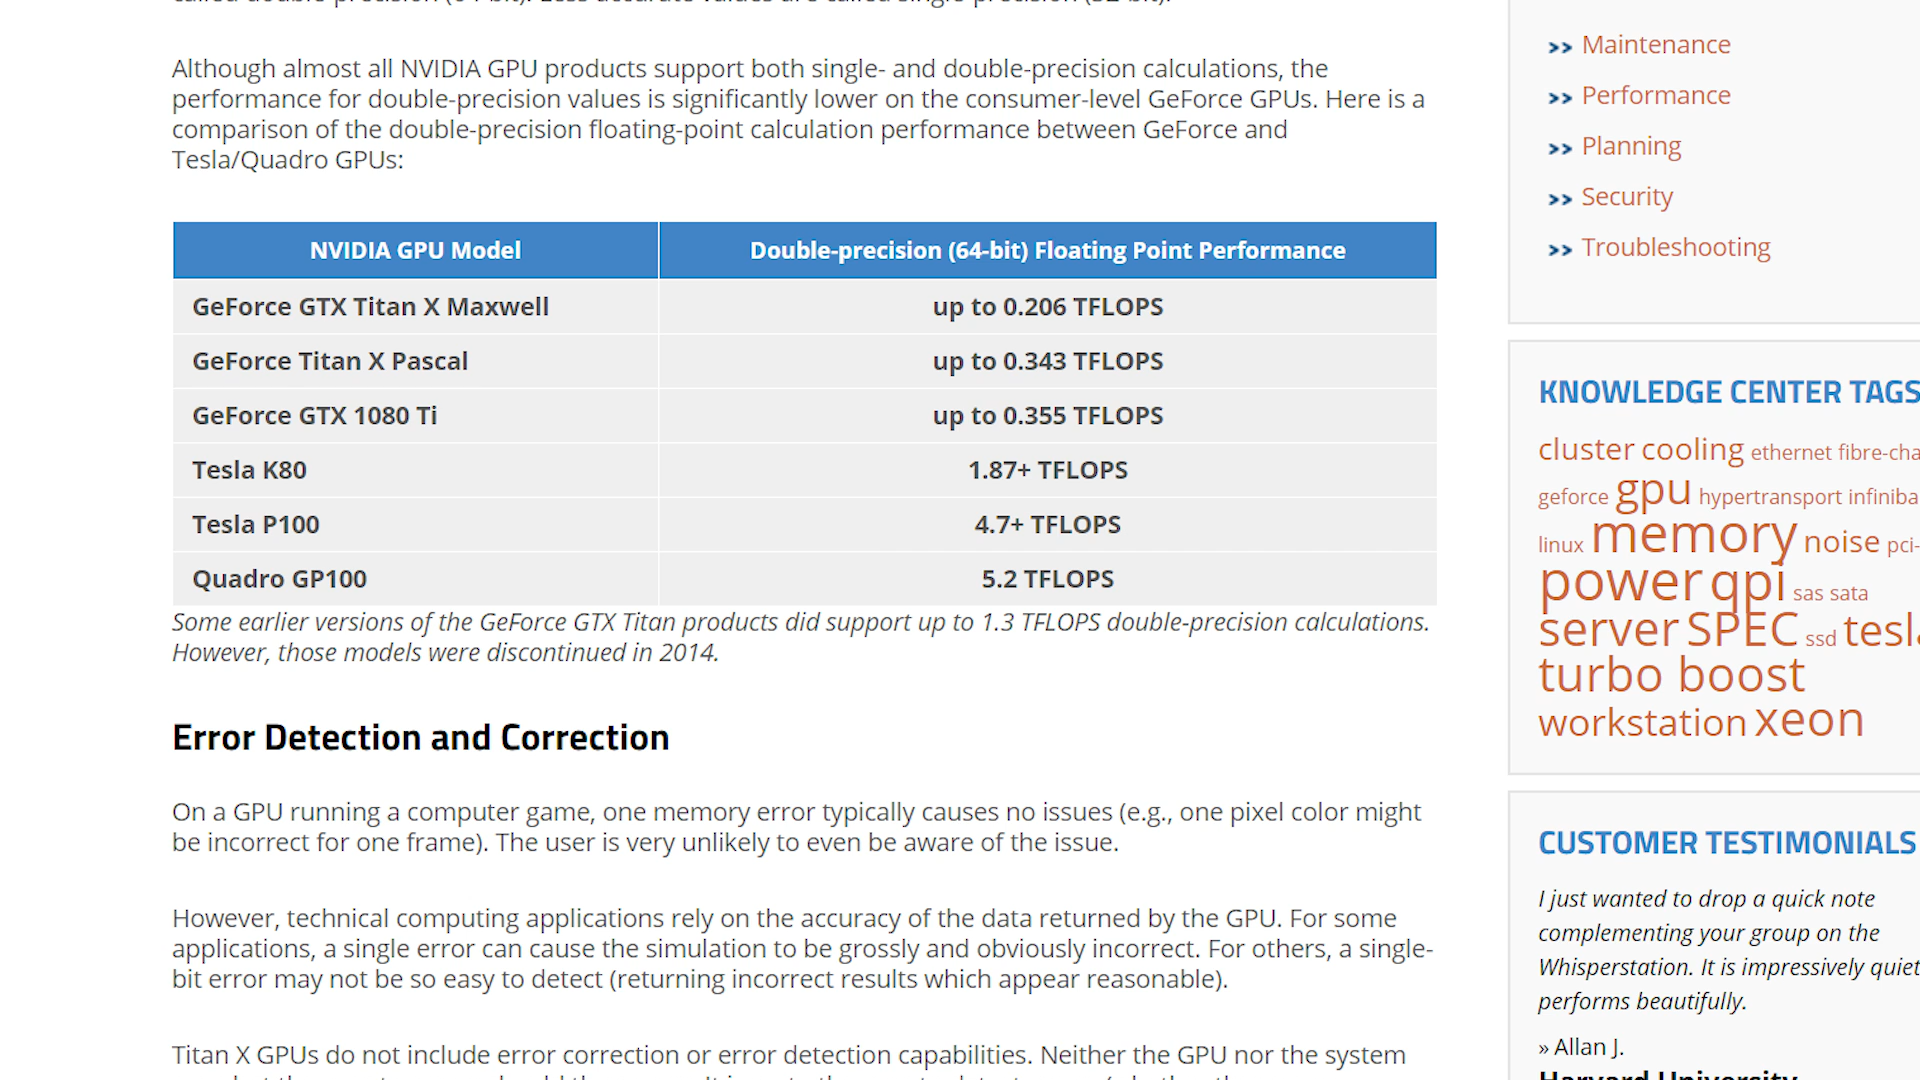 Although almost all NVIDIA GPU products support both single- and double-precision calculations, the
performance for double-precision values is significantly lower on the consumer-level GeForce GPUs. Here is a
comparison of the double-precision floating-point calculation performance between GeForce and
Tesla/Quadro GPUs:
NVIDIA GPU Model Double-precision (64-bit) Floating Point Performance
GeForce GTX Titan X Maxwell up to 0.206 TFLOPS
GeForce Titan X Pascal up to 0.343 TFLOPS
GeForce GTX 1080 Ti up to 0.355 TFLOPS
Tesla K80 1.87+ TFLOPS
Tesla P100 4.7+ TFLOPS
Quadro GP100 5.2 TFLOPS
Some earlier versions of the GeForce GTX Titan products did support up to 1.3 TFLOPS double-precision calculations.
However, those models were discontinued in 2014.
Error Detection and Correction
On a GPU running a computer game, one memory error typically causes no issues (e.g., one pixel color might
be incorrect for one frame). The user is very unlikely to even be aware of the issue.
However, technical computing applications rely on the accuracy of the data returned by the GPU. For some
applications, a single error can cause the simulation to be grossly and obviously incorrect. For others, a single-
bit error may not be so easy to detect (returning incorrect results which appear reasonable).
Titan X GPUs do not include error correction or error detection capabilities. Neither the GPU nor the system
>> Maintenance
>> Performance
>> Planning
>> Security
>> Troubleshooting
KNOWLEDGE CENTER TAGS
cluster cooling ethernet fibre-cha
geforce gpu hypertransport infiniba
linux memory noise pci-
power qpi sas sata
server SPEC ssd tesla
turbo boost
workstation xeon
CUSTOMER TESTIMONIALS
I just wanted to drop a quick note
complementing your group on the
Whisperstation. It is impressively quiet
performs beautifully.
» Allan J.
Harvard University